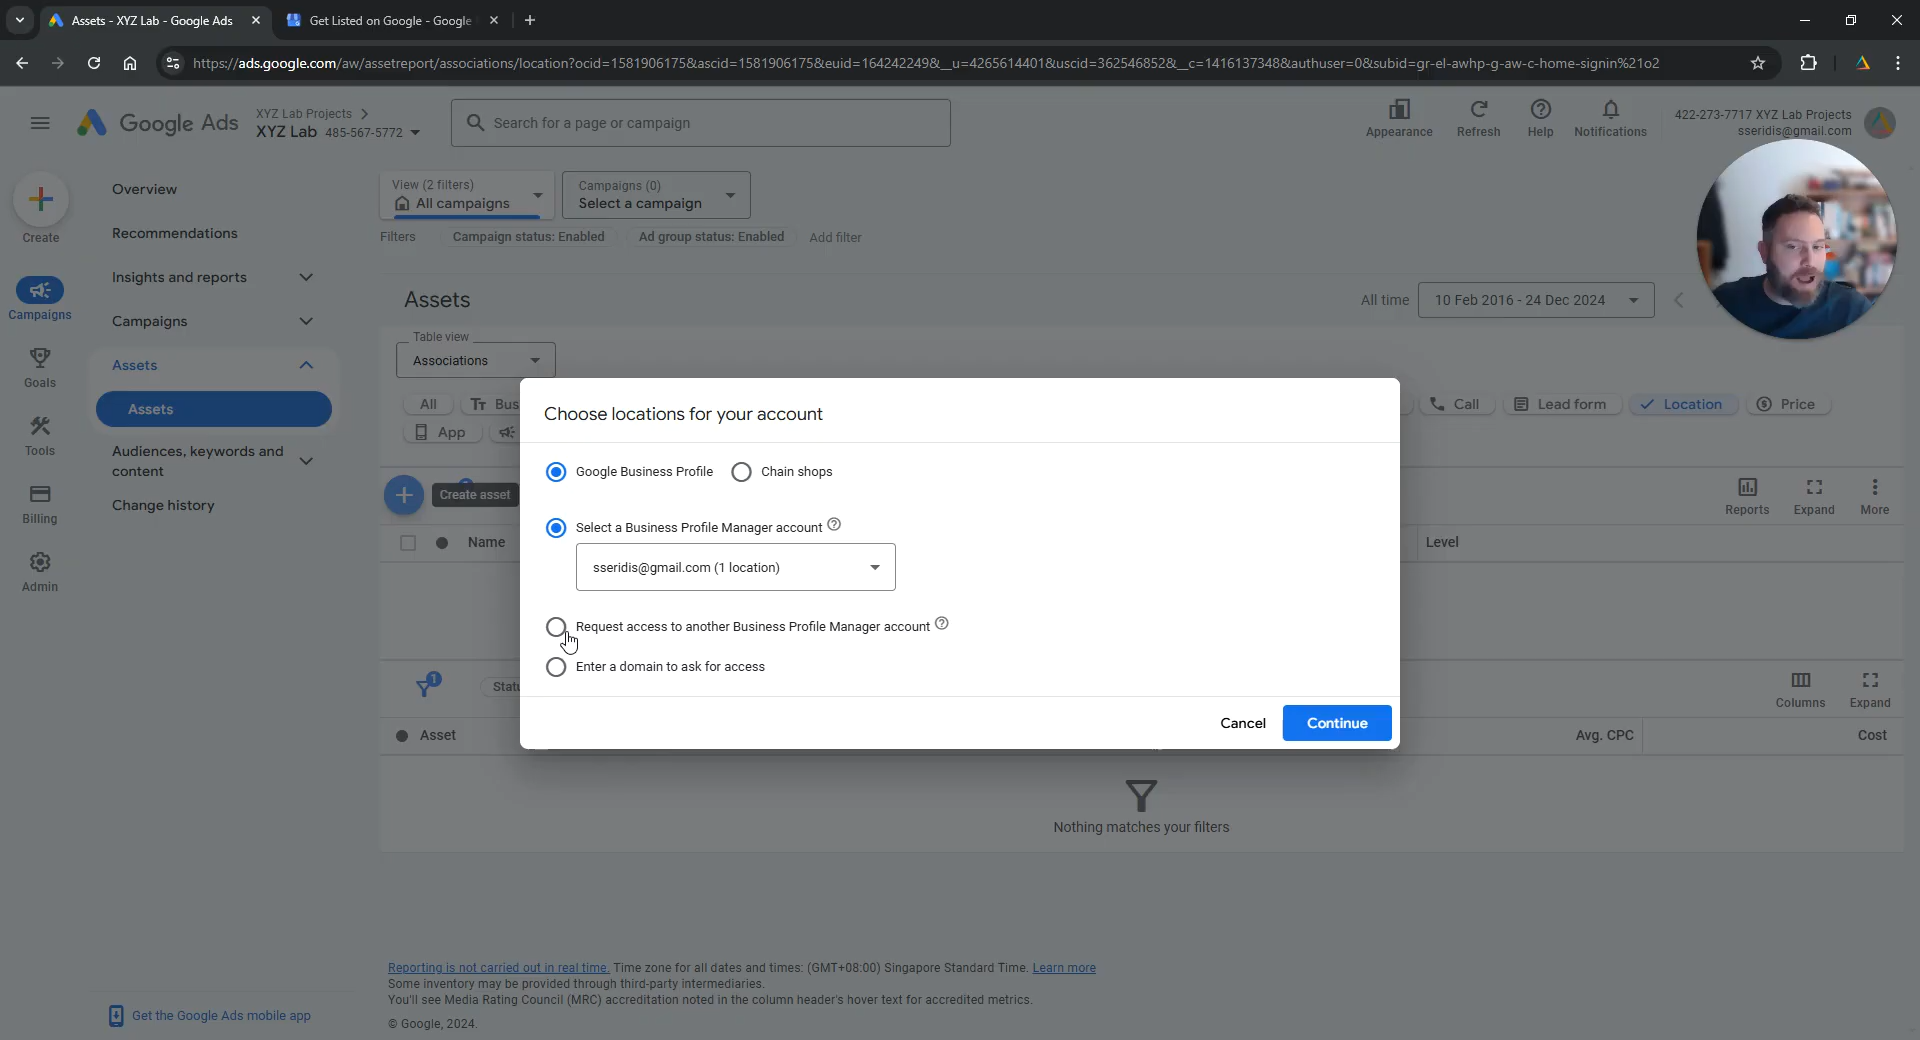 Assets - XYZ Lab - Google Ads
Get Listed on Google - Google
https://ads.google.com/aw/assetreport/associations/location?ocid=1581906175&ascid=1581906175&euid=164242249&__u=4265614401&uscid=362546852&__c=1416137348&authuser=0&subid=gr-el-awhp-g-aw-c-home-signin%21o2
Google Ads
XYZ Lab Projects
XYZ Lab 485-567-5772
Search for a page or campaign
Appearance
Refresh
Help
Notifications
422-273-7717 XYZ Lab Projects
sseridis@gmail.com
Create
Campaigns
Goals
Tools
Billing
Admin
Overview
Recommendations
Insights and reports
Campaigns
Assets
Assets
Audiences, keywords and
content
Change history
Get the Google Ads mobile app
View (2 filters)
All campaigns
Campaigns (0)
Select a campaign
Filters
Campaign status: Enabled
Ad group status: Enabled
Add filter
Assets
All time
10 Feb 2016 - 24 Dec 2024
Table view
Associations
All
Tт Bus
Call
Lead form
Location
Price
App
Create asset
Reports
Expand
More
Name
Level
Choose locations for your account
Google Business Profile
Chain shops
Select a Business Profile Manager account
sseridis@gmail.com (1 location)
Request access to another Business Profile Manager account
Enter a domain to ask for access
Cancel
Continue
1
Statu
Columns
Expand
Asset
Avg. CPC
Cost
Nothing matches your filters
Reporting is not carried out in real time. Time zone for all dates and times: (GMT+08:00) Singapore Standard Time. Learn more
Some inventory may be provided through third-party intermediaries.
You'll see Media Rating Council (MRC) accreditation noted in the column header's hover text for accredited metrics.
© Google, 2024.